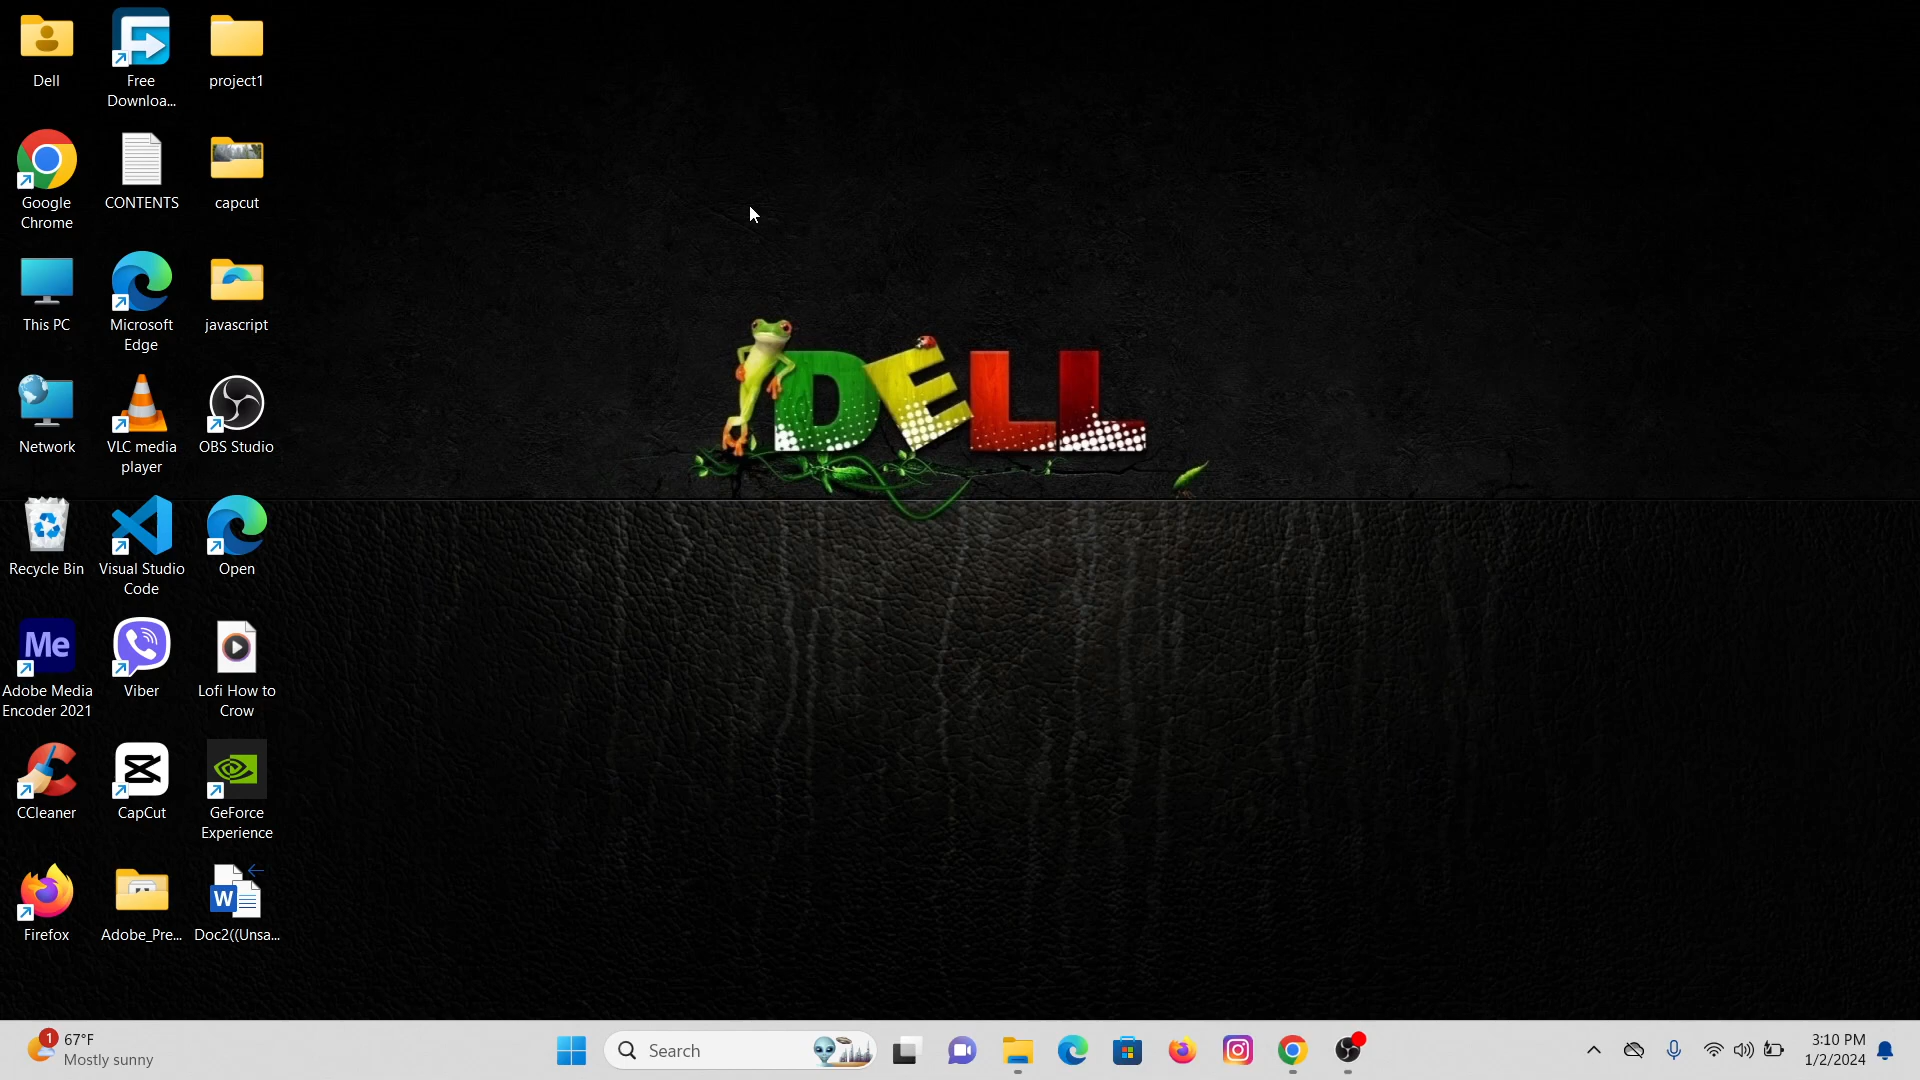 Dell
Free
Downloa...
project1
Google
Chrome
CONTENTS
capcut
This PC
Microsoft
Edge
javascript
Network
VLC media
player
OBS Studio
Recycle Bin
Visual Studio
Code
Open
Me
Adobe Media
Encoder 2021
Viber
Lofi How to
Crow
CCleaner
CapCut
GeForce
Experience
Firefox
Adobe_Pre...
W
Doc2((Unsa...
DELL
1
67°F
Mostly sunny
Search
3:10 PM
1/2/2024